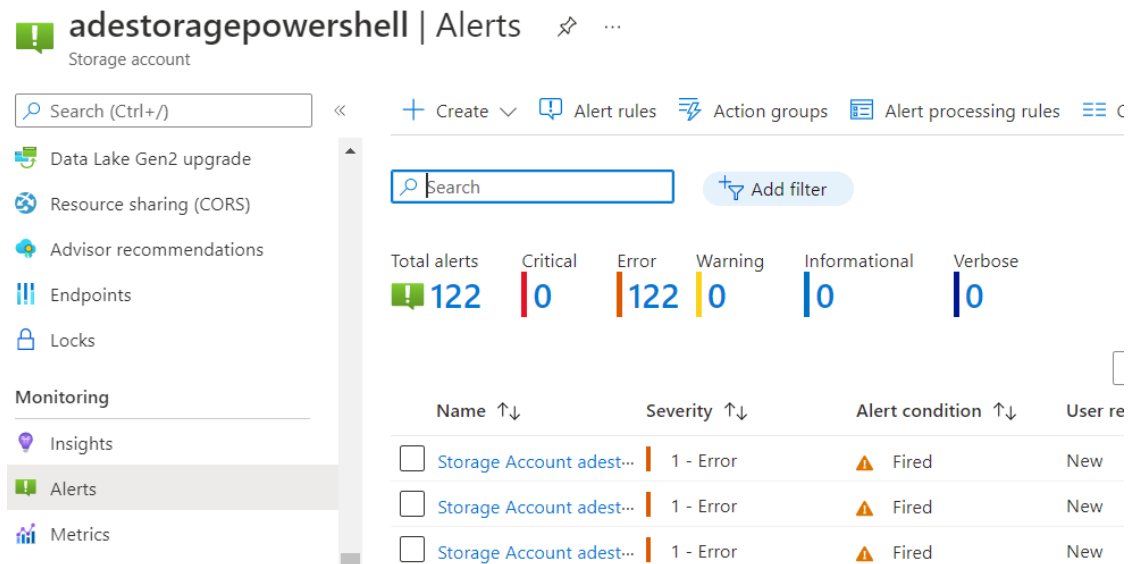 adestoragepowershell | Alerts
Storage account
Search (Ctrl+/)
Data Lake Gen2 upgrade
Resource sharing (CORS)
Advisor recommendations
Endpoints
Locks
Monitoring
Insights
Alerts
Metrics
Create Alert rules Action groups Alert processing rules
Search Add filter
Total alerts Critical Error Warning Informational Verbose
122 0 122 0 0 0
Name Severity Alert condition User re
Storage Account adest··· 1 - Error Fired New
Storage Account adest··· 1 - Error Fired New
Storage Account adest··· 1 - Error Fired New